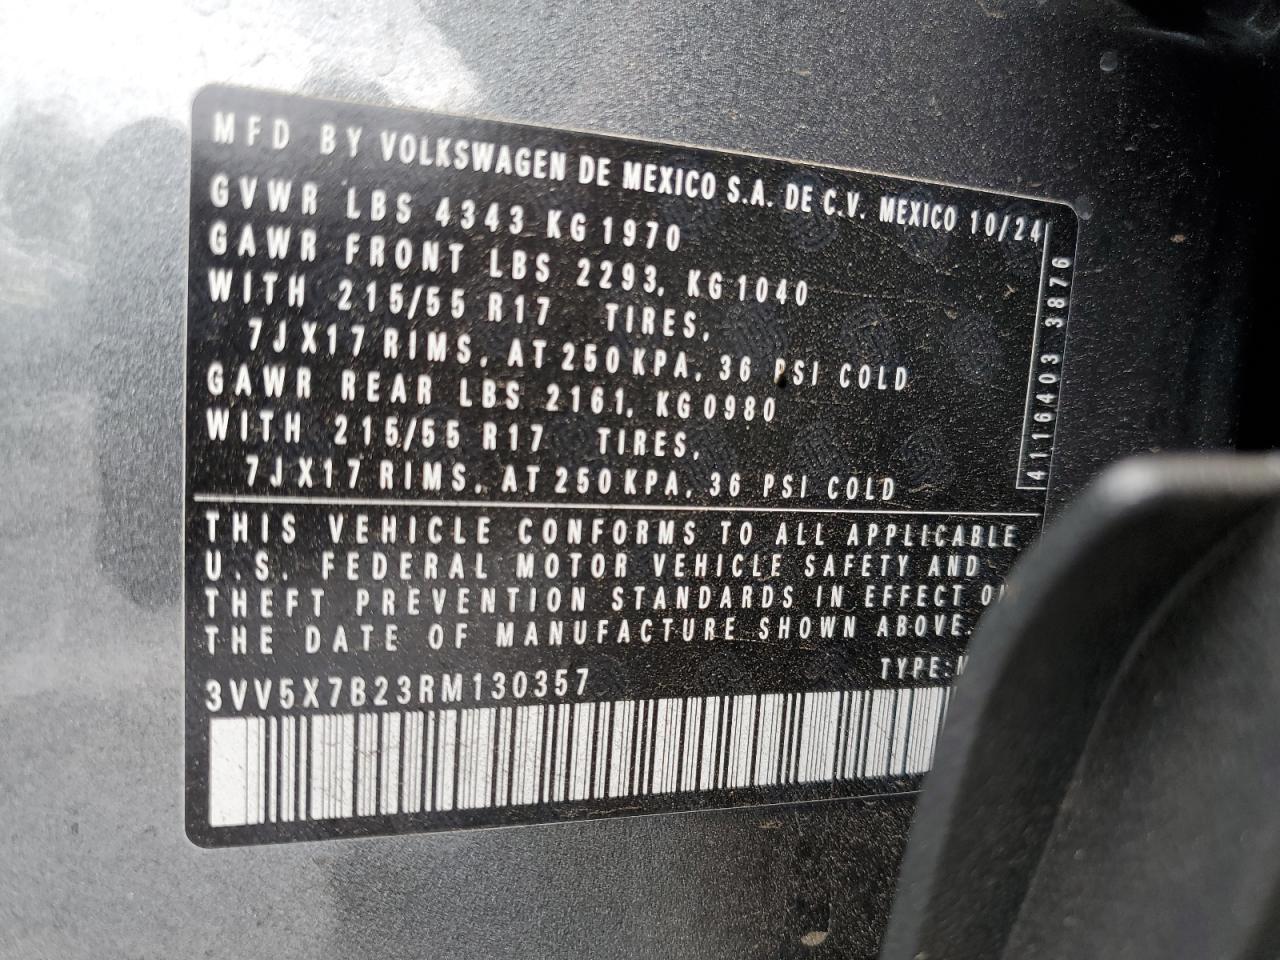 MFD BY VOLKSWAGEN DE MEXICO S.A. DE C.V. MEXICO 10/24
GVWR LBS 4343 KG 1970
GAWR FRONT LBS 2293, KG 1040
WITH 215/55 R17 TIRES,
7JX17 RIMS, AT 250 KPA, 36 PSI COLD
GAWR REAR LBS 2161, KG 0980
WITH 215/55 R17 TIRES,
7JX17 RIMS, AT 250 KPA, 36 PSI COLD
4116403 3876
THIS VEHICLE CONFORMS TO ALL APPLICABLE
U.S. FEDERAL MOTOR VEHICLE SAFETY AND
THEFT PREVENTION STANDARDS IN EFFECT
THE DATE OF MANUFACTURE SHOWN ABOVE.
3VV5X7B23RM130357 TYPE: